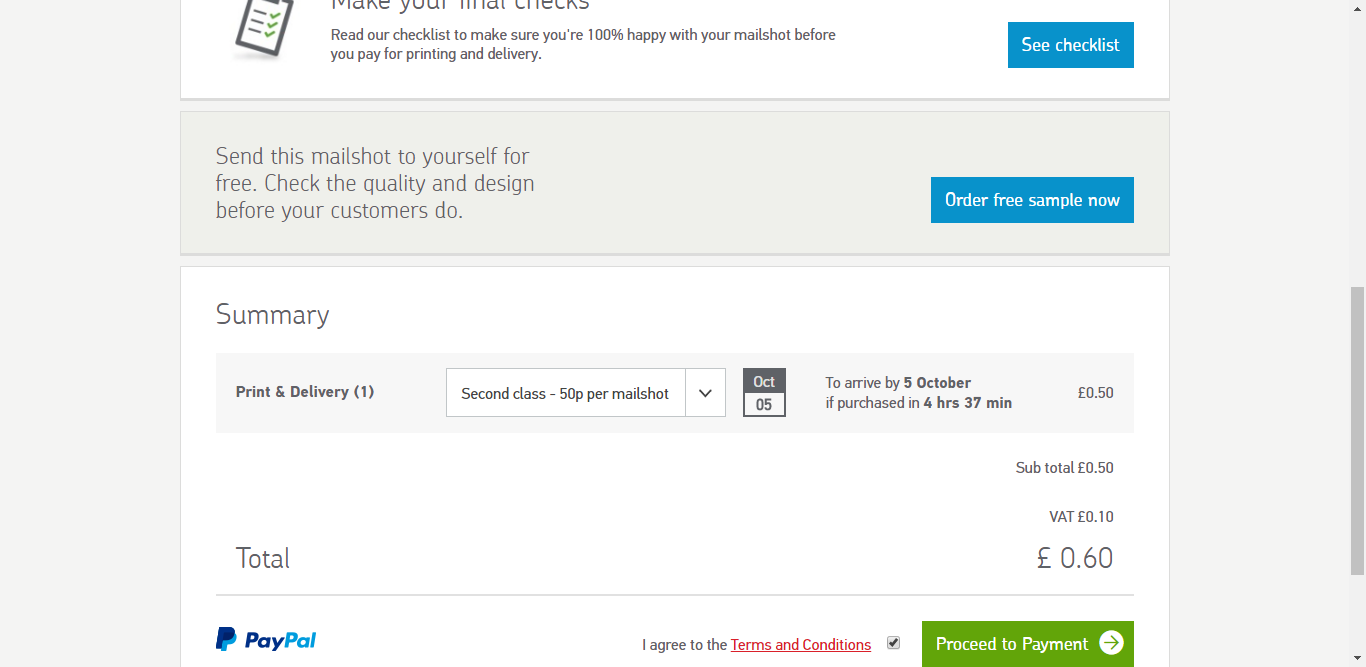 Make your final checks
Read our checklist to make sure you're 100% happy with your mailshot before
you pay for printing and delivery.
See checklist
Send this mailshot to yourself for
free. Check the quality and design
before your customers do.
Order free sample now
Summary
Print & Delivery (1)
Second class - 50p per mailshot
Oct
05
To arrive by 5 October
if purchased in 4 hrs 37 min
£0.50
Sub total £0.50
VAT £0.10
Total
£ 0.60
PayPal
I agree to the Terms and Conditions
Proceed to Payment